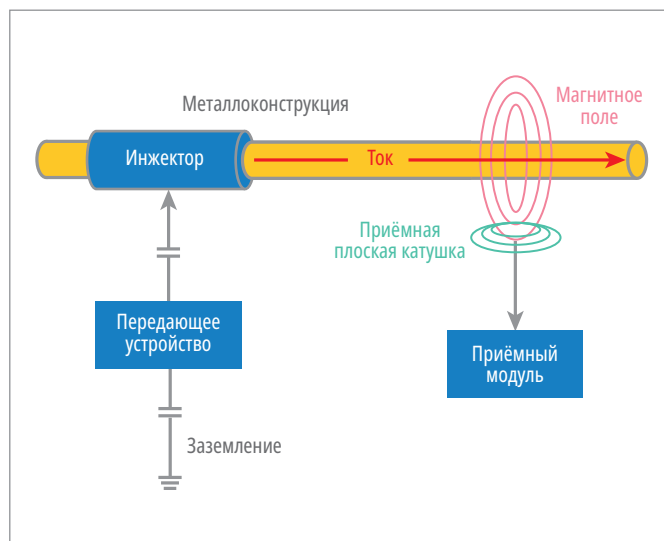 Металлоконструкция
Магнитное
поле
Инжектор
Ток
Приёмная
плоская катушка
Передающее
устройство
Приёмный
модуль
Заземление